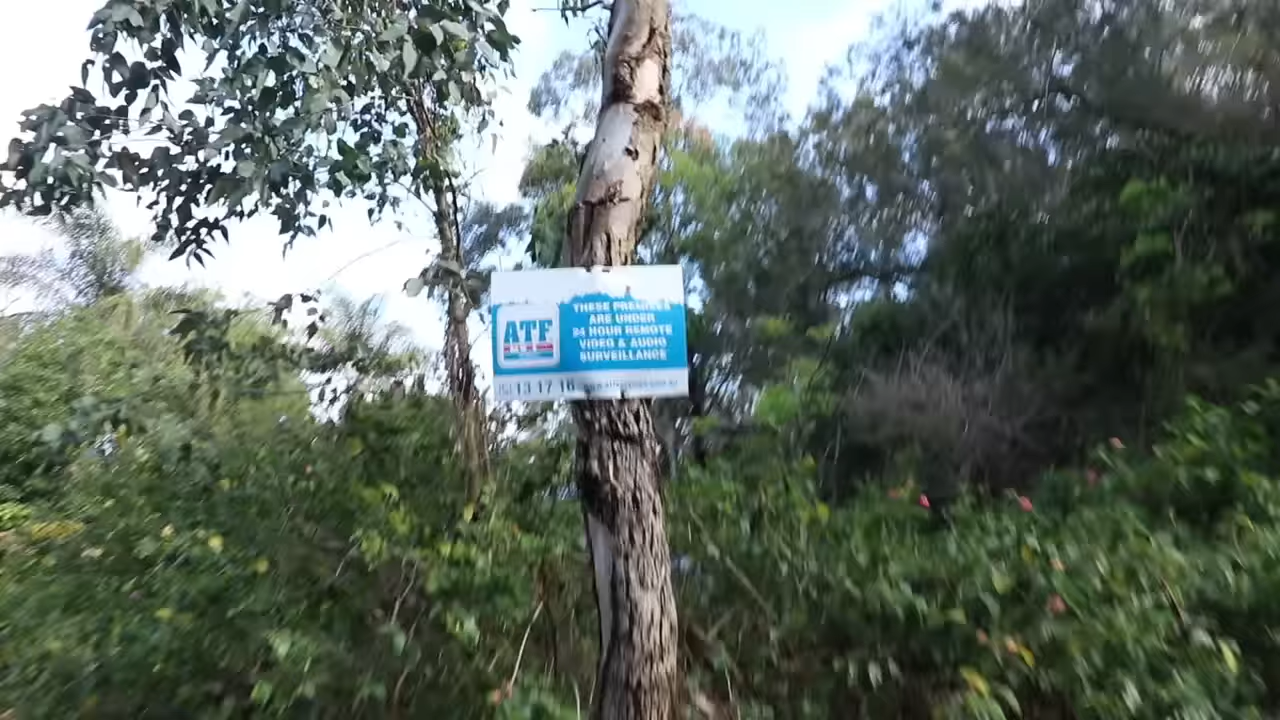 ATF
THESE PREMISES
ARE UNDER
24 HOUR REMOTE
VIDEO & AUDIO
SURVEILLANCE
13 17 16